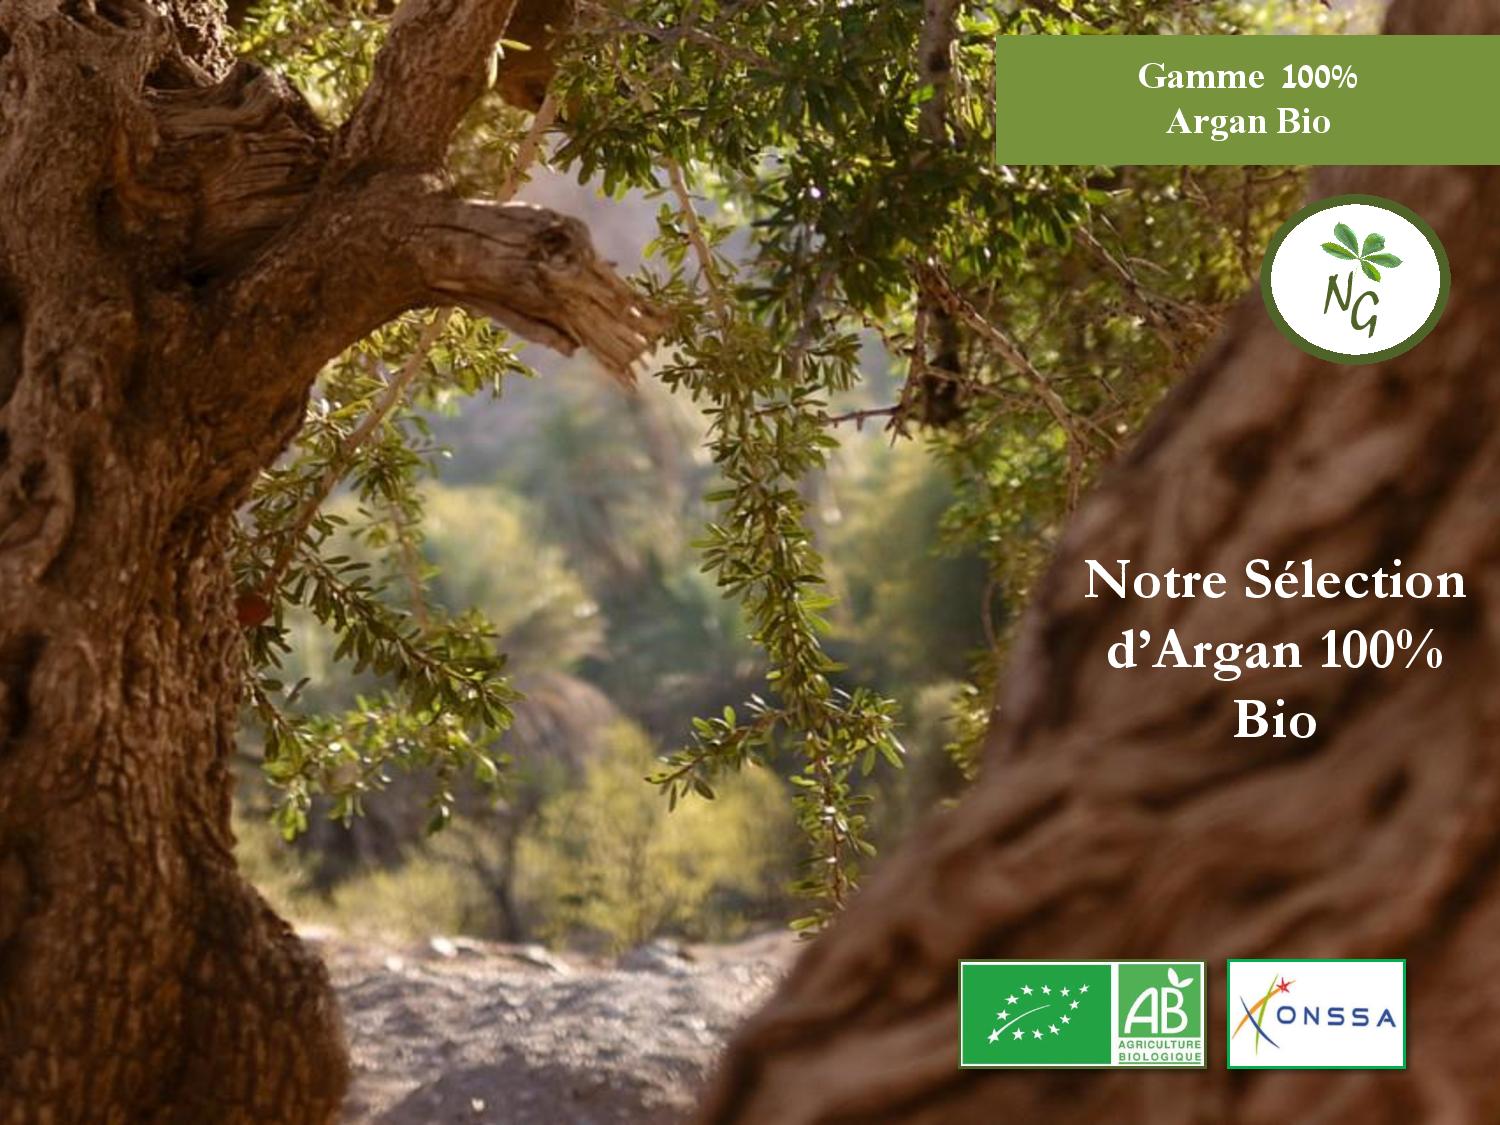 Gamme 100%
Argan Bio
NG
Notre Sélection
d’Argan 100%
Bio
AB
AGRICULTURE
BIOLOGIQUE
ONSSA